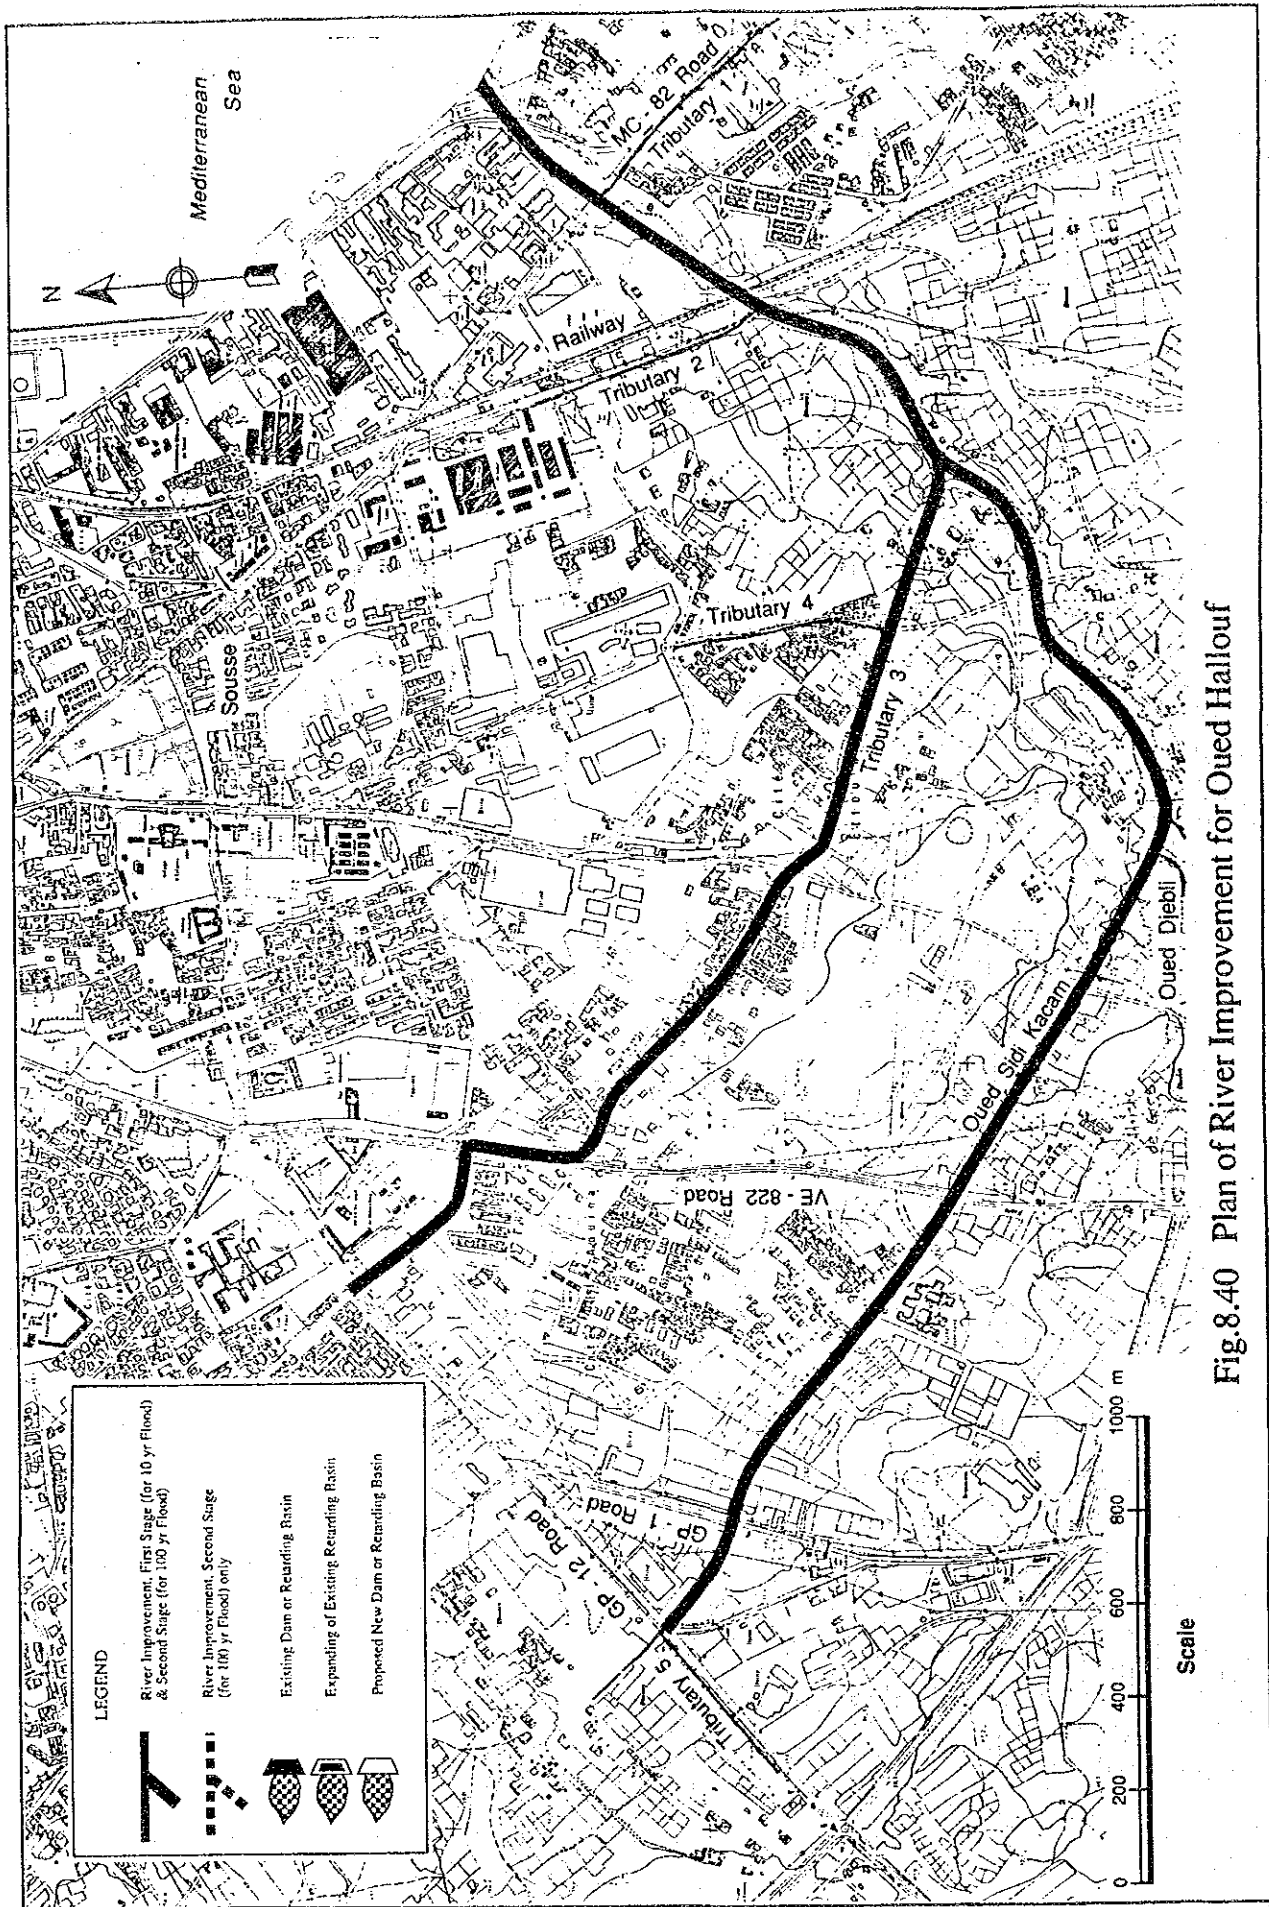 Mediterranean
Sea
N
MC - 82 Road
Tributary 1
Railway
Tributary 2
Sousse
Tributary 4
Tributary 3
Oued Sidi Kacam
Oued Djebli
VE - 822 Road
GP - 1 Road
GP - 12 Road
Tributary 5
LEGEND
River Improvement, First Stage (for 10 yr Flood)
& Second Stage (for 100 yr Flood)
River Improvement, Second Stage
(for 100 yr Flood) only
Existing Dam or Retarding Basin
Expanding of Existing Retarding Basin
Proposed New Dam or Retarding Basin
0 200 400 600 800 1000 m
Scale
Fig.8.40 Plan of River Improvement for Oued Hallouf